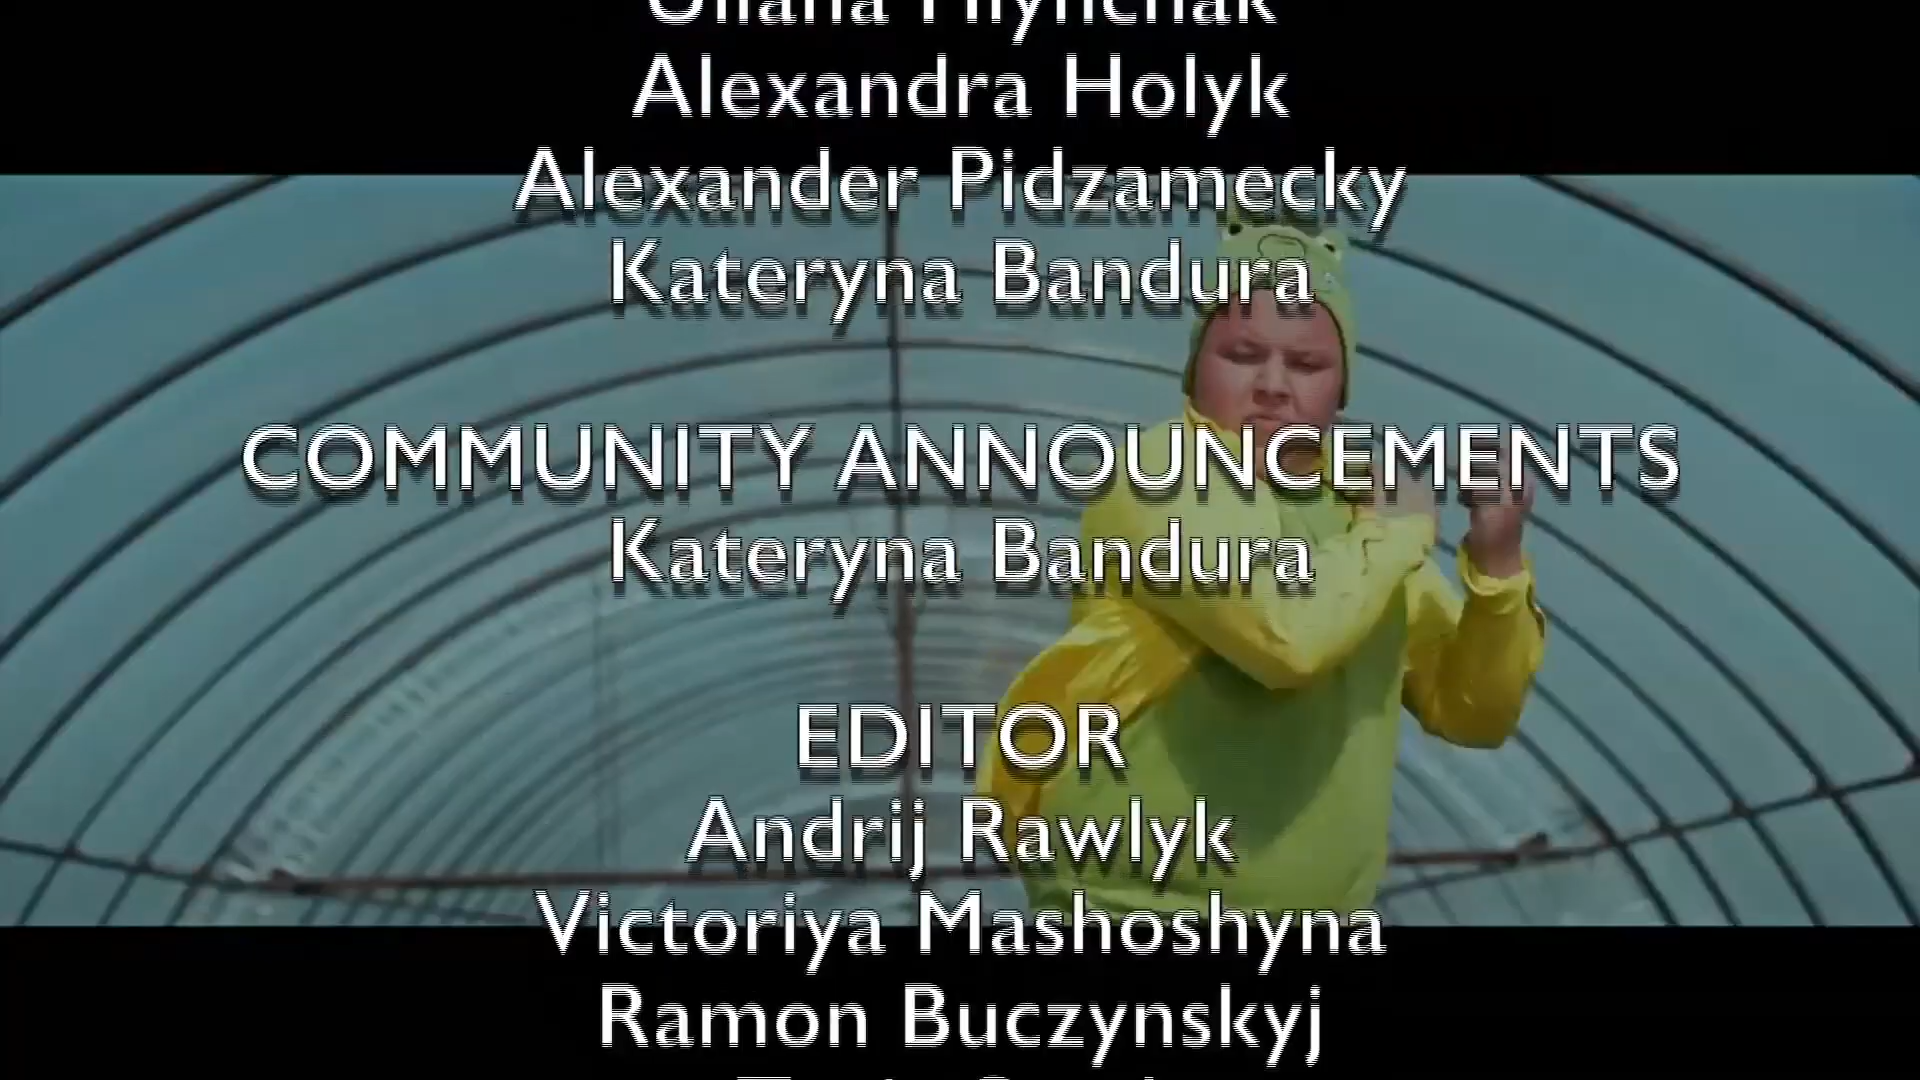 Alexandra Holyk
Alexander Pidzamecky
Kateryna Bandura
COMMUNITY ANNOUNCEMENTS
Kateryna Bandura
EDITOR
Andrij Rawlyk
Victoriya Mashoshyna
Ramon Buczynskyj